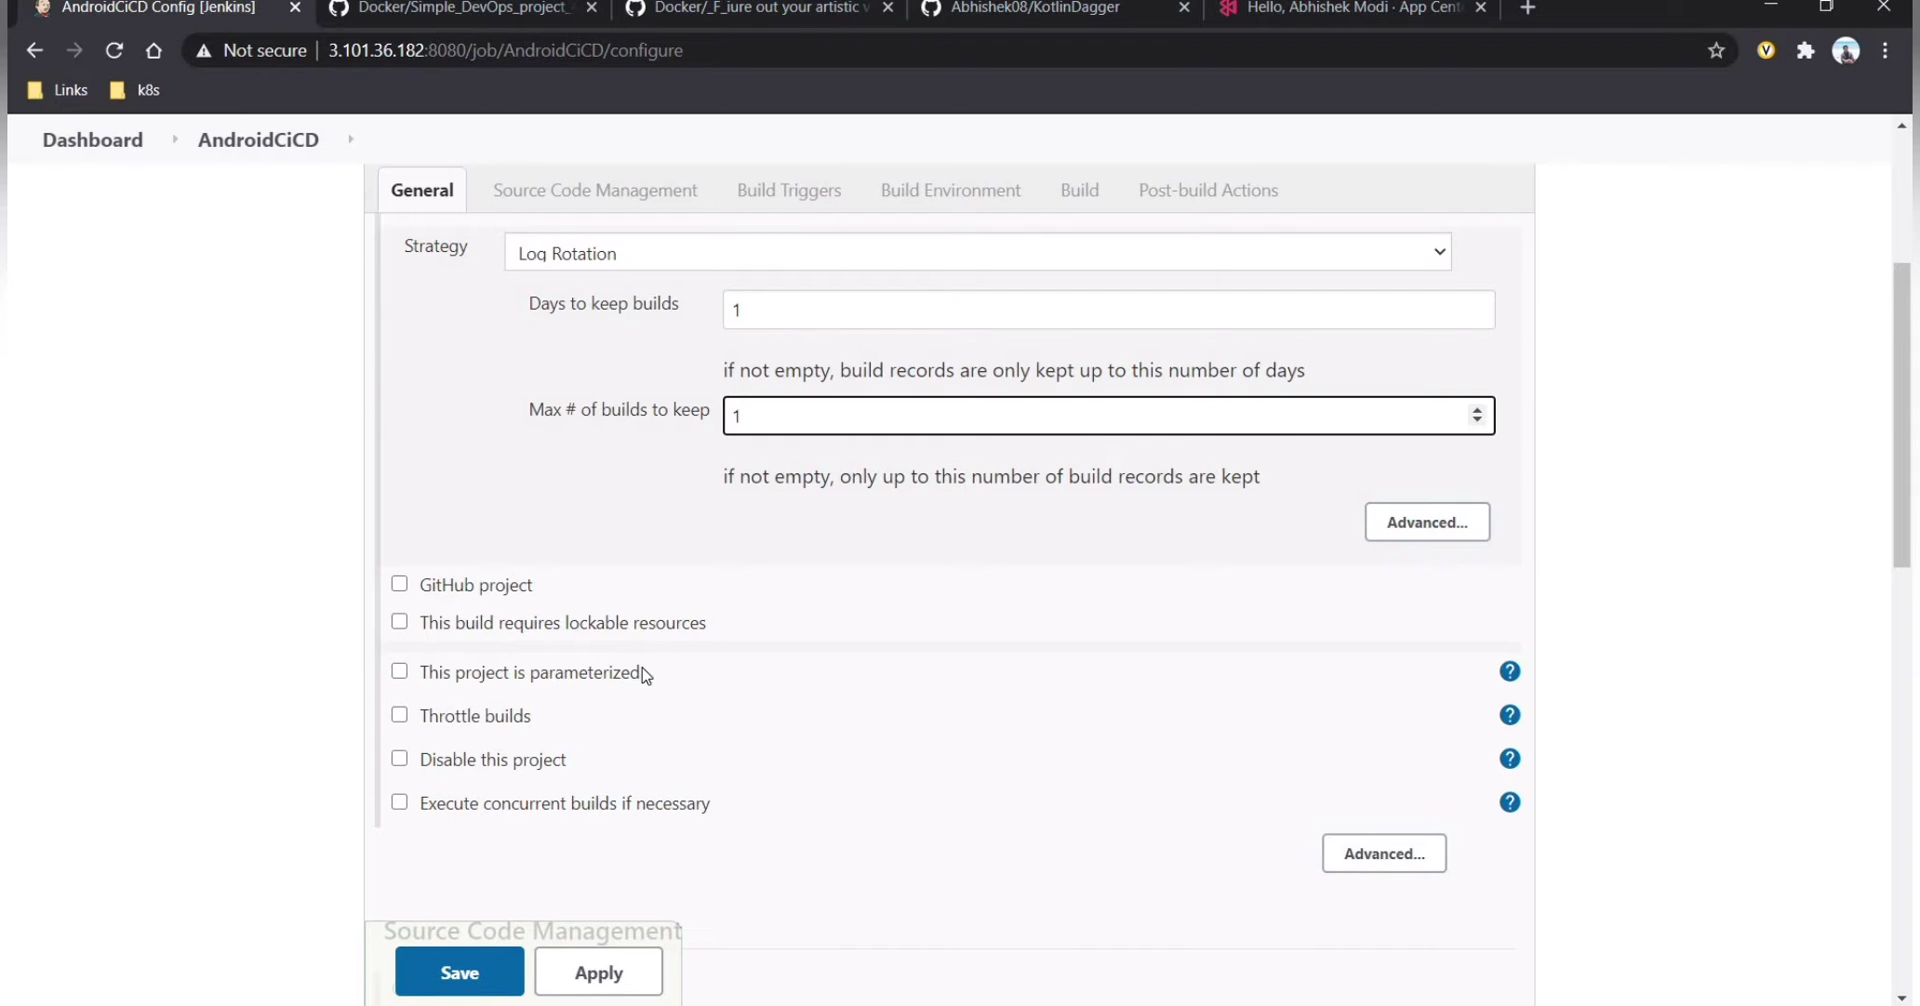 AndroidCiCD Config [Jenkins]
Docker/Simple_DevOps_project_
Docker/_F_iure out your artistic v
Abhishek08/KotlinDagger
Hello, Abhishek Modi · App Cent
Not secure
3.101.36.182:8080/job/AndroidCiCD/configure
V
Links
k8s
Dashboard
AndroidCiCD
General
Source Code Management
Build Triggers
Build Environment
Build
Post-build Actions
Strategy
Log Rotation
Days to keep builds
1
if not empty, build records are only kept up to this number of days
Max # of builds to keep
1
if not empty, only up to this number of build records are kept
Advanced...
GitHub project
This build requires lockable resources
This project is parameterized
?
Throttle builds
?
Disable this project
?
Execute concurrent builds if necessary
?
Advanced...
Source Code Management
Save
Apply